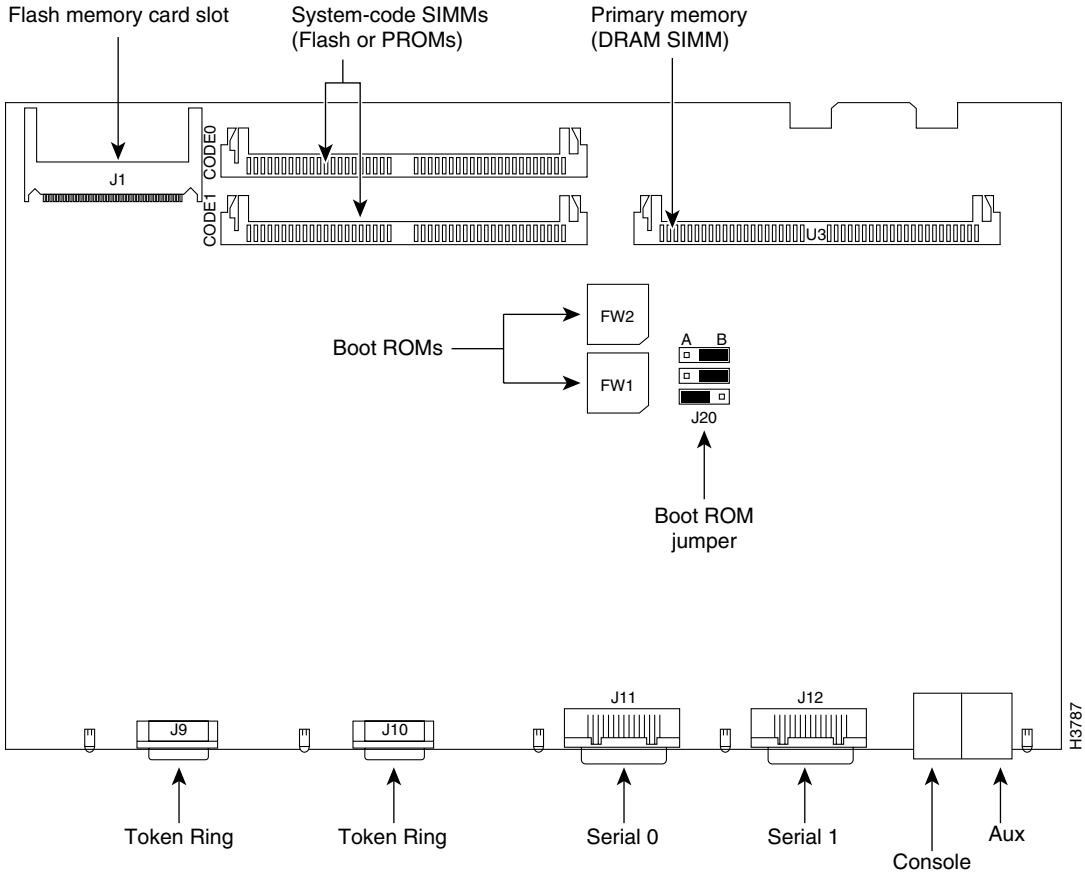 Flash memory card slot
System-code SIMMs
(Flash or PROMs)
Primary memory
(DRAM SIMM)
J1
CODE0
CODE1
U3
Boot ROMs
FW2
FW1
A B
J20
Boot ROM
jumper
J9
J10
J11
J12
H3787
Token Ring
Token Ring
Serial 0
Serial 1
Console
Aux